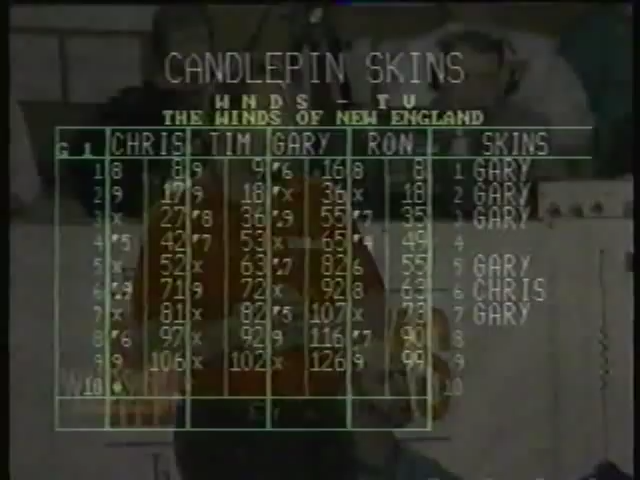 CANDLEPIN SKINS
WNDS - TV
THE WINDS OF NEW ENGLAND
G 1 CHRIS TIM GARY RON SKINS
1 8 8 9 9 6 16 8 8 1 GARY
2 9 17 9 18 x 36 x 18 2 GARY
3 x 27 8 36 9 55 7 35 3 GARY
4 5 42 7 53 x 65 4 49 4
5 x 52 x 63 7 82 6 55 5 GARY
6 9 71 9 72 x 92 8 63 6 CHRIS
7 x 81 x 82 5 107 x 73 7 GARY
8 6 97 x 92 9 116 7 90 8
9 9 106 x 102 x 126 9 99 9
10 10